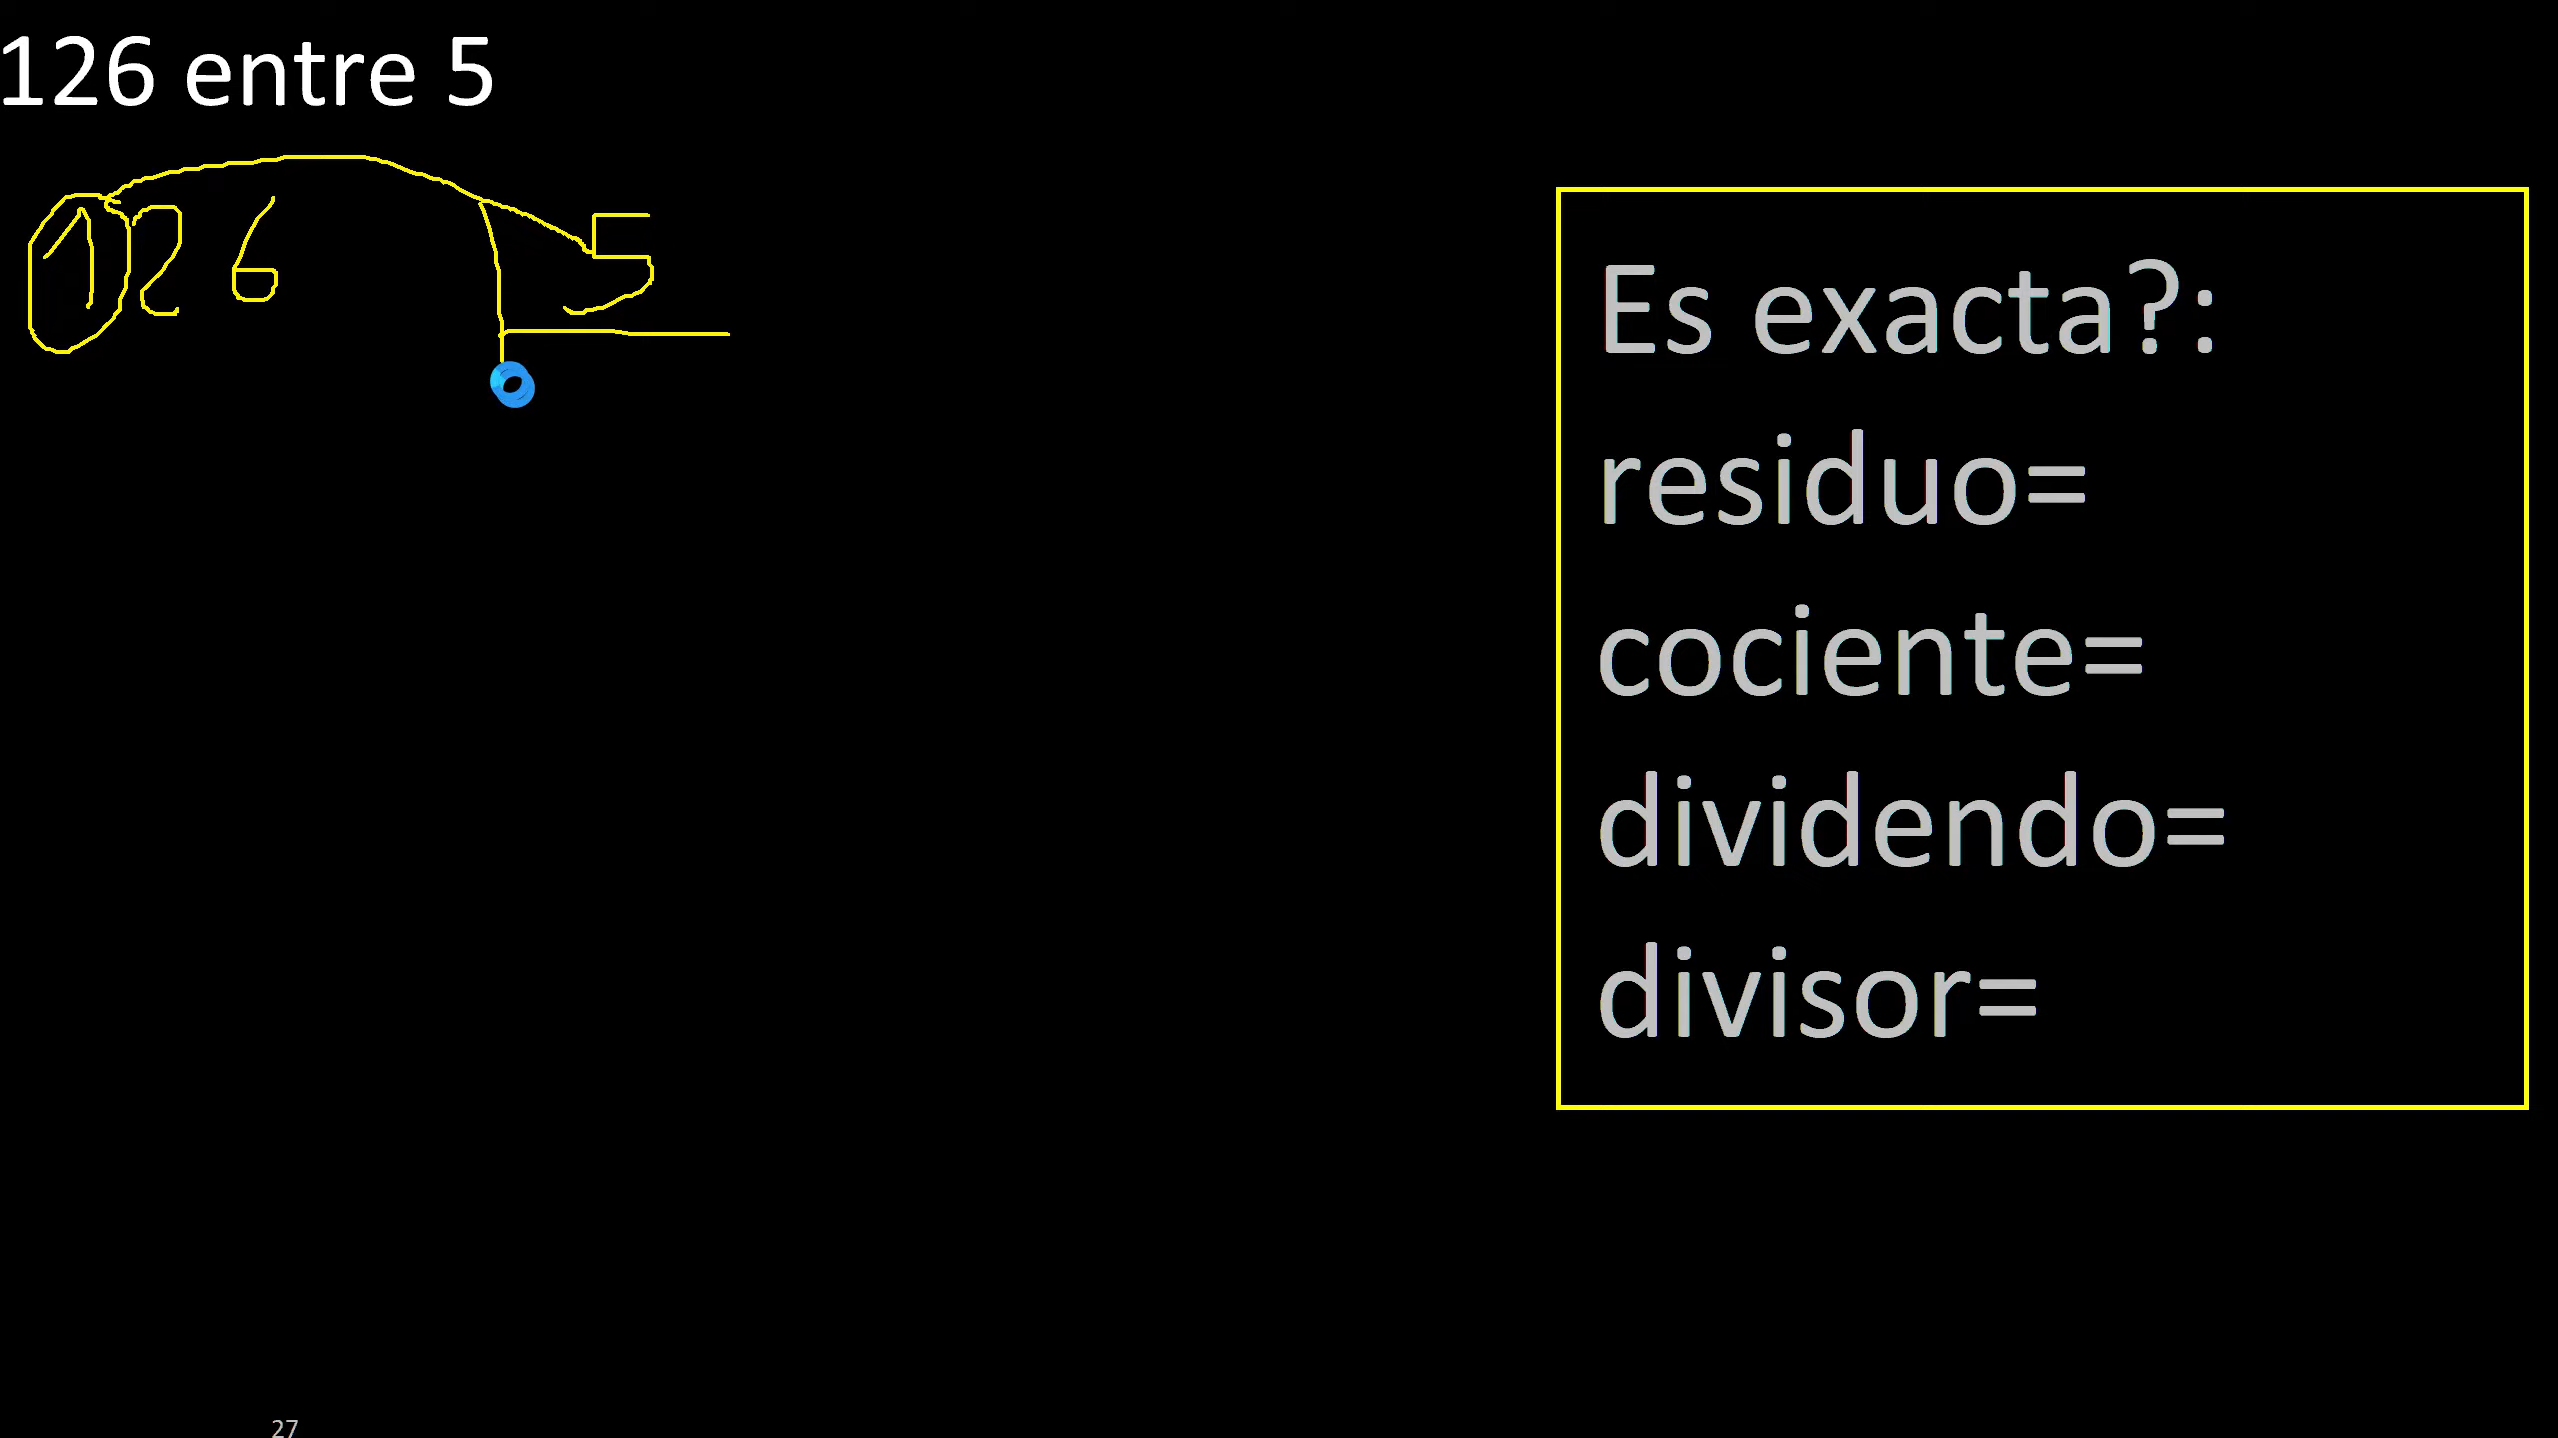 126 entre 5
126 5
Es exacta?:
residuo=
cociente=
dividendo=
divisor=
27